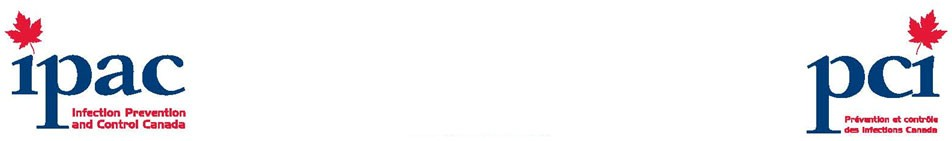 ipac
Infection Prevention
and Control Canada
pci
Prévention et contrôle
des infections Canada